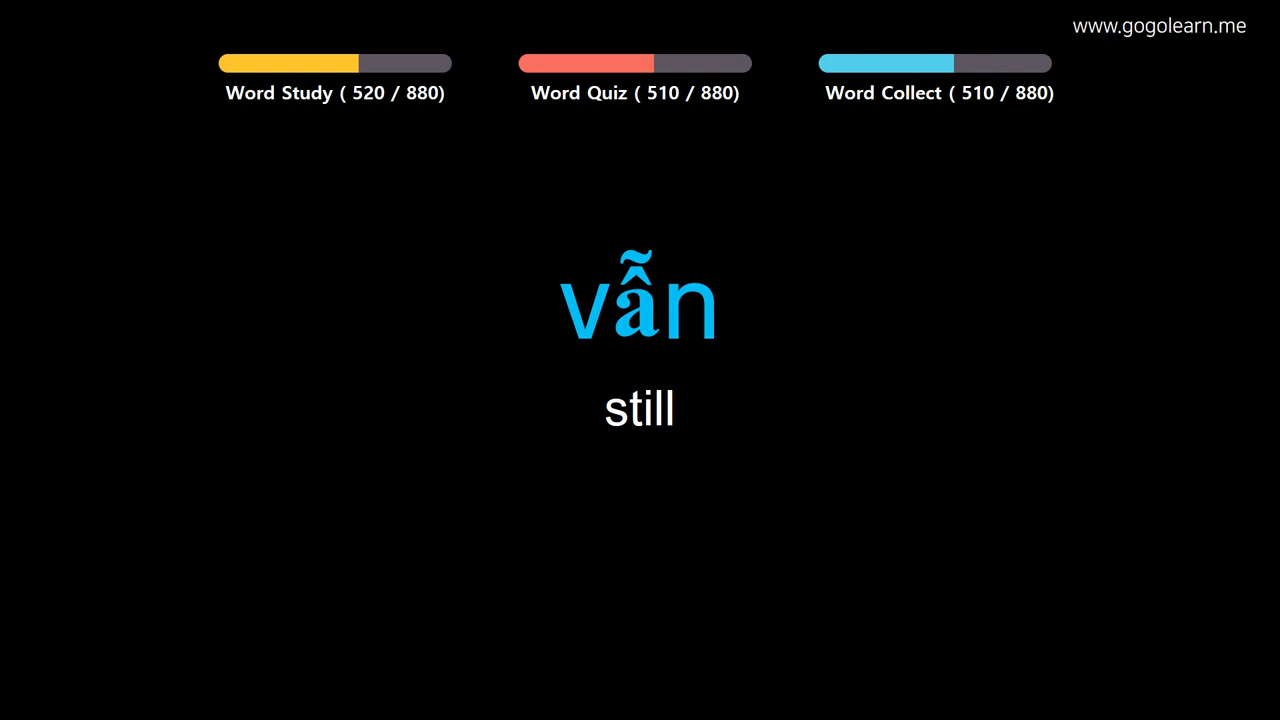 www.gogolearn.me
Word Study ( 520 / 880)
Word Quiz ( 510 / 880)
Word Collect ( 510 / 880)
vẫn
still